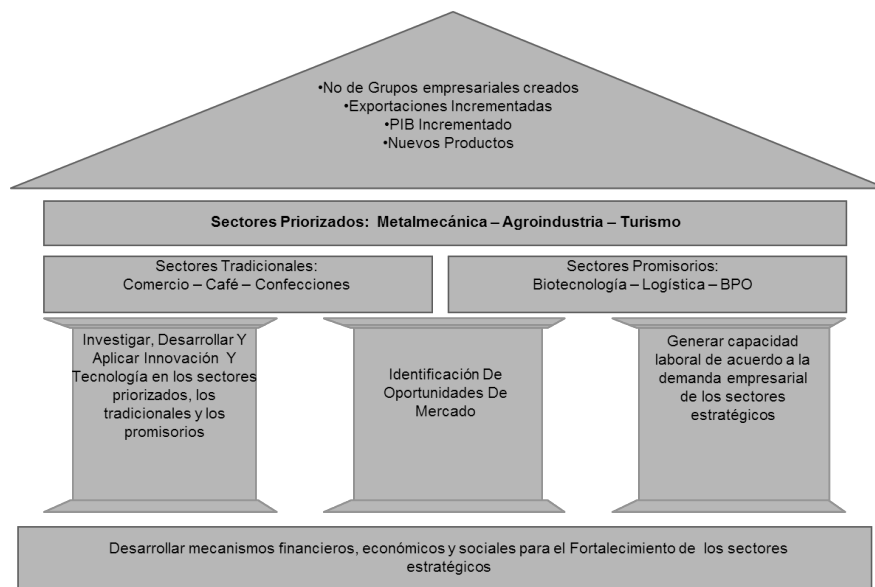 •No de Grupos empresariales creados
•Exportaciones Incrementadas
•PIB Incrementado
•Nuevos Productos
Sectores Priorizados: Metalmecánica – Agroindustria – Turismo
Sectores Tradicionales:
Comercio – Café – Confecciones
Sectores Promisorios:
Biotecnología – Logística – BPO
Investigar, Desarrollar Y
Aplicar Innovación Y
Tecnología en los sectores
priorizados, los
tradicionales y los
promisorios
Identificación De
Oportunidades De
Mercado
Generar capacidad
laboral de acuerdo a la
demanda empresarial
de los sectores
estratégicos
Desarrollar mecanismos financieros, económicos y sociales para el Fortalecimiento de los sectores
estratégicos